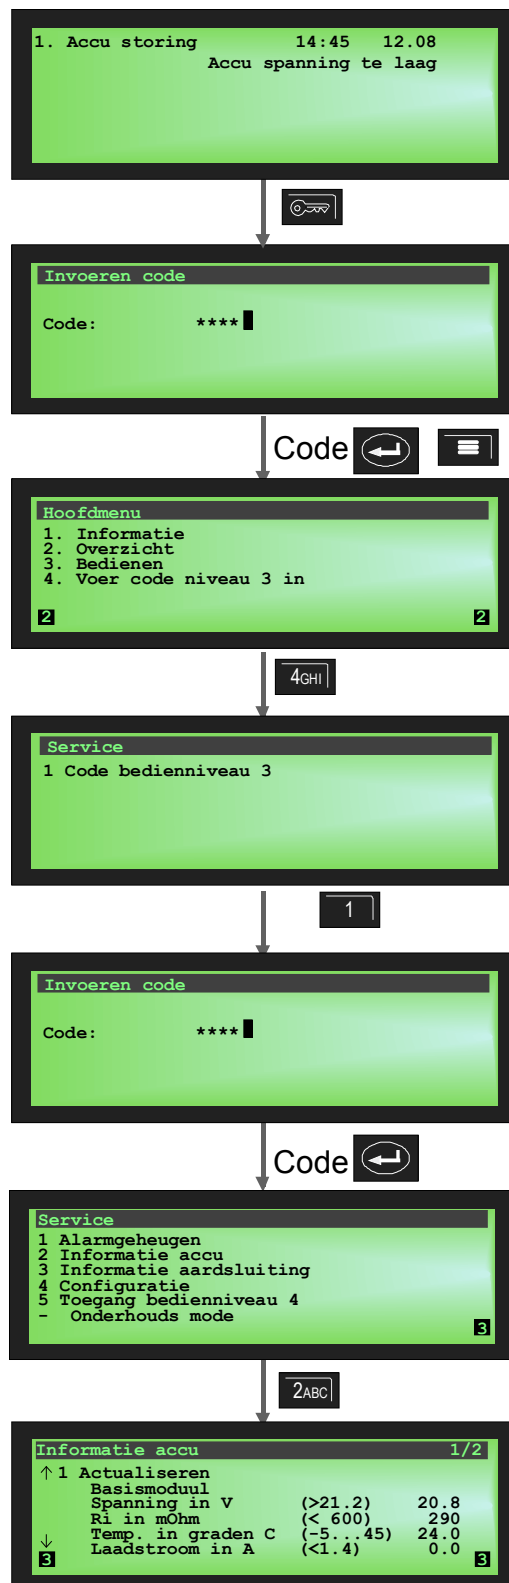 1. Accu storing 14:45 12.08
Accu spanning te laag
Invoeren code
Code: ****
Code
Hoofdmenu
1. Informatie
2. Overzicht
3. Bedienen
4. Voer code niveau 3 in
2 2
4GHI
Service
1 Code bedienniveau 3
1
Invoeren code
Code: ****
Code
Service
1 Alarmgeheugen
2 Informatie accu
3 Informatie aardsluiting
4 Configuratie
5 Toegang bedienniveau 4
- Onderhouds mode
3
2ABC
Informatie accu 1/2
↑ 1 Actualiseren
Basismoduul
Spanning in V (>21.2) 20.8
Ri in mOhm (< 600) 290
↓ Temp. in graden C (-5...45) 24.0
3 Laadstroom in A (<1.4) 0.0 3